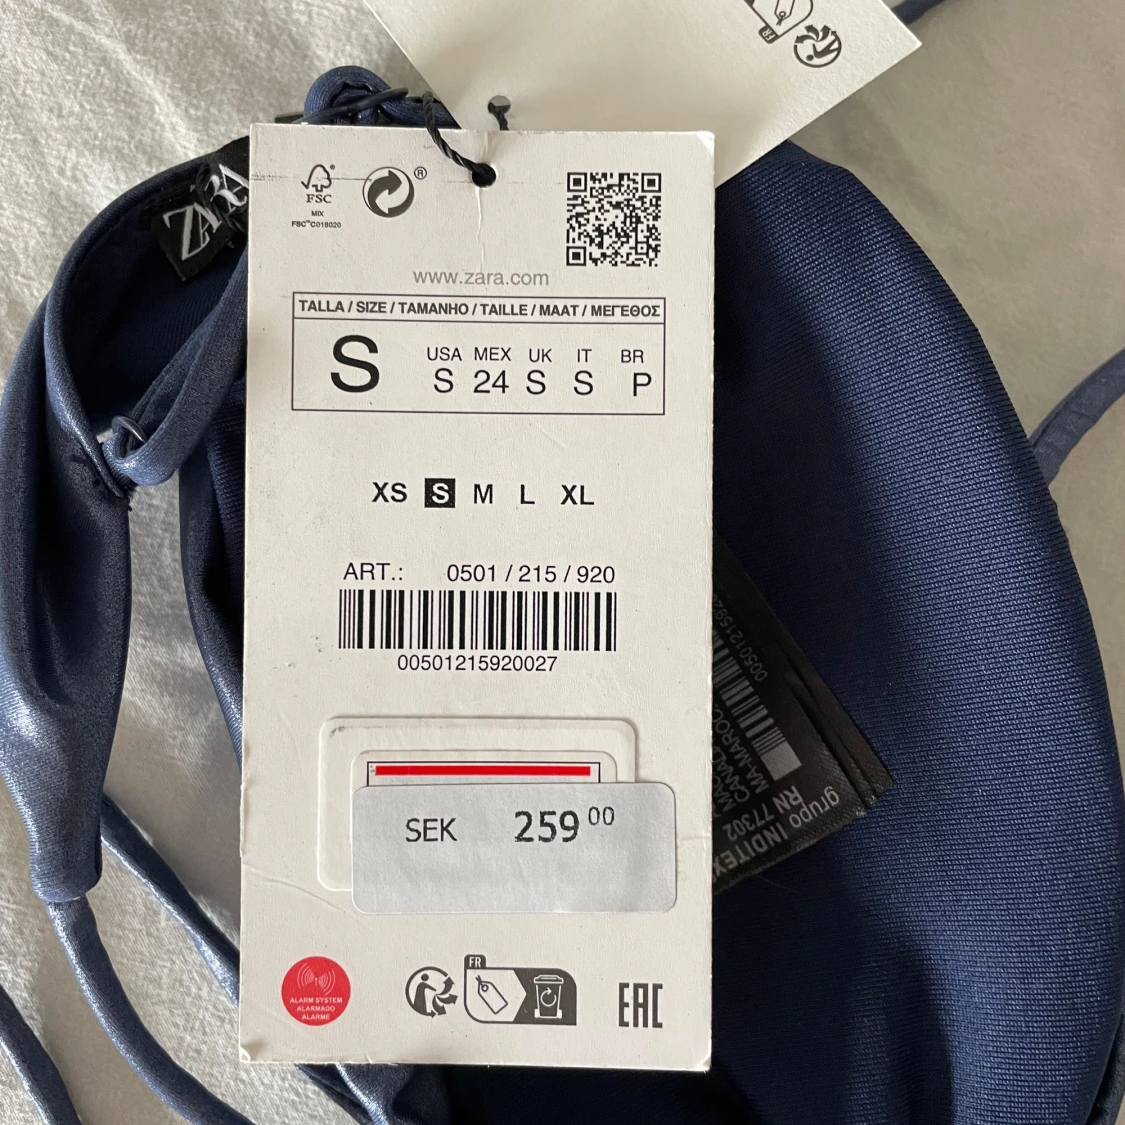 FR
ZARA
FSC
MIX
FSC™C018020
®
www.zara.com
TALLA / SIZE / TAMANHO / TAILLE / MAAT / ΜΕΓΕΘΟΣ
S
USA MEX UK IT BR
S 24 S S P
XS S M L XL
ART.: 0501 / 215 / 920
00501215920027
SEK 259 00
ALARM SYSTEM
ALARMADO
ALARME
FR
EAC
grupo INDITEX
RN 77302